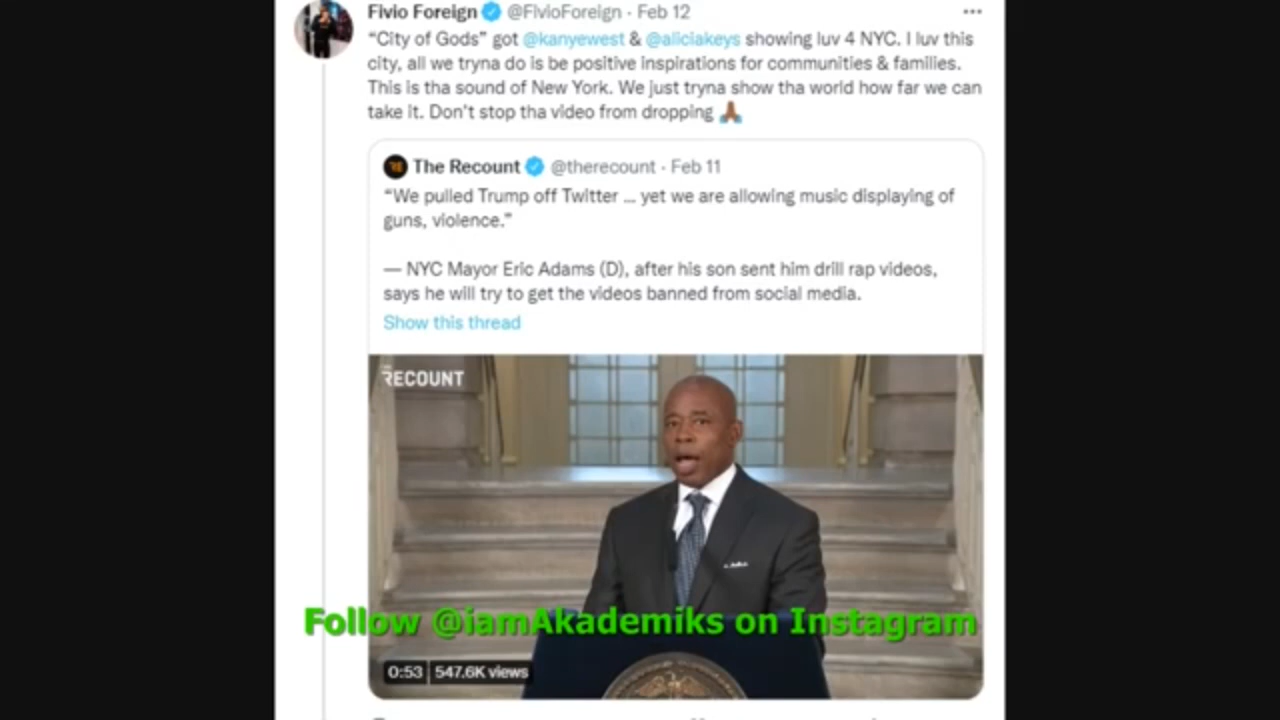 Fivio Foreign @FivioForeign · Feb 12
“City of Gods” got @kanyewest & @aliciakeys showing luv 4 NYC. I luv this
city, all we tryna do is be positive inspirations for communities & families.
This is tha sound of New York. We just tryna show tha world how far we can
take it. Don't stop tha video from dropping 🙏🏾
The Recount @therecount · Feb 11
“We pulled Trump off Twitter ... yet we are allowing music displaying of
guns, violence.”
— NYC Mayor Eric Adams (D), after his son sent him drill rap videos,
says he will try to get the videos banned from social media.
Show this thread
THE RECOUNT
Follow @iamAkademiks on Instagram
0:53 547.6K views